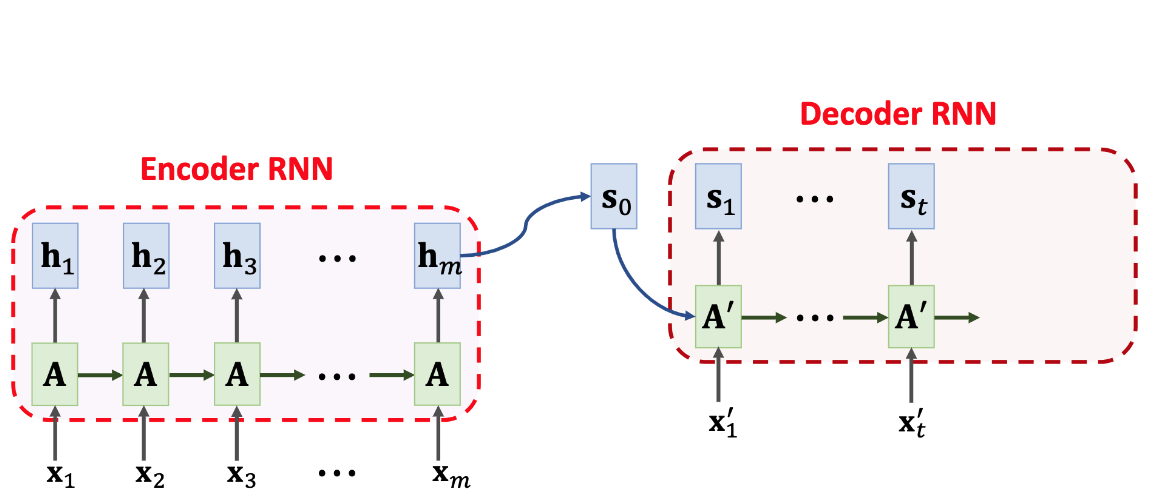 Decoder RNN
Encoder RNN
s₀ s₁ ⋯ sₜ
h₁ h₂ h₃ ⋯ hₘ
A′ ⋯ A′
A A A ⋯ A
x′₁ x′ₜ
x₁ x₂ x₃ ⋯ xₘ